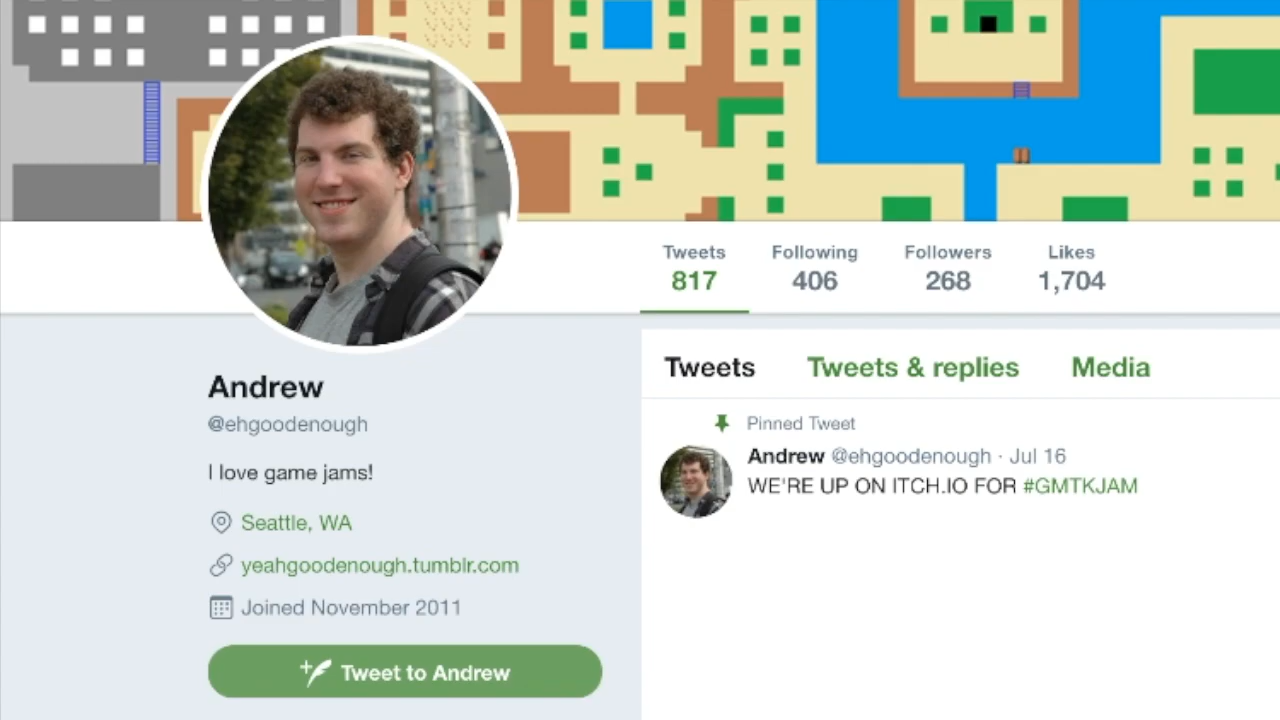 Tweets Following Followers Likes
817 406 268 1,704
Andrew
@ehgoodenough
I love game jams!
Seattle, WA
yeahgoodenough.tumblr.com
Joined November 2011
Tweet to Andrew
Tweets Tweets & replies Media
Pinned Tweet
Andrew @ehgoodenough · Jul 16
WE'RE UP ON ITCH.IO FOR #GMTKJAM